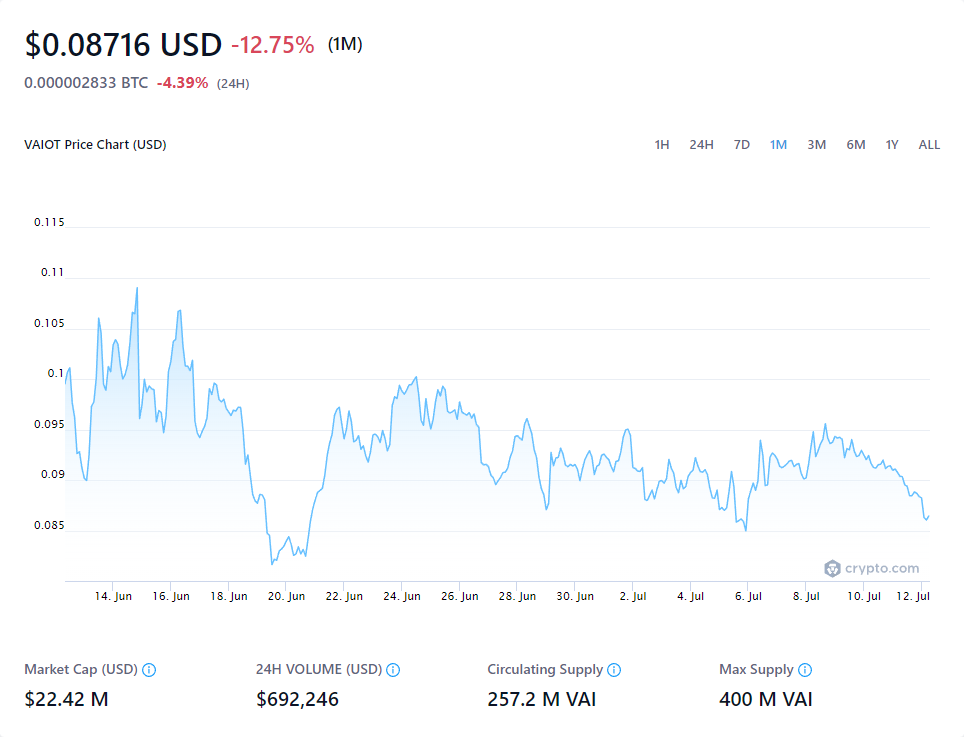 $0.08716 USD -12.75% (1M)
0.000002833 BTC -4.39% (24H)
VAIOT Price Chart (USD) 1H 24H 7D 1M 3M 6M 1Y ALL
0.115
0.11
0.105
0.1
0.095
0.09
0.085
crypto.com
14. Jun 16. Jun 18. Jun 20. Jun 22. Jun 24. Jun 26. Jun 28. Jun 30. Jun 2. Jul 4. Jul 6. Jul 8. Jul 10. Jul 12. Jul
Market Cap (USD) 24H VOLUME (USD) Circulating Supply Max Supply
$22.42 M $692,246 257.2 M VAI 400 M VAI